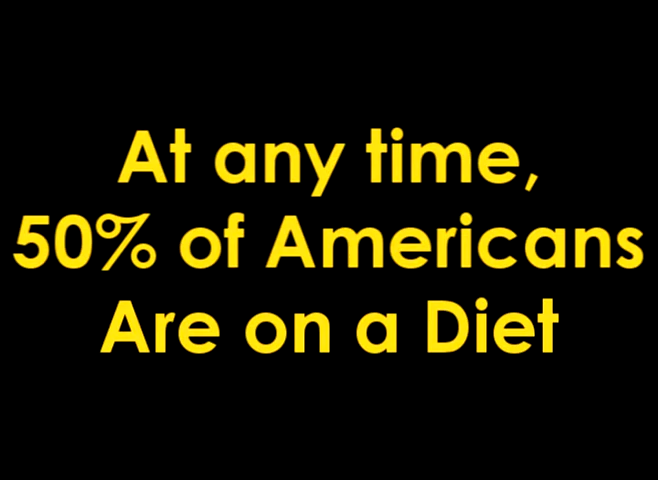 At any time,
50% of Americans
Are on a Diet